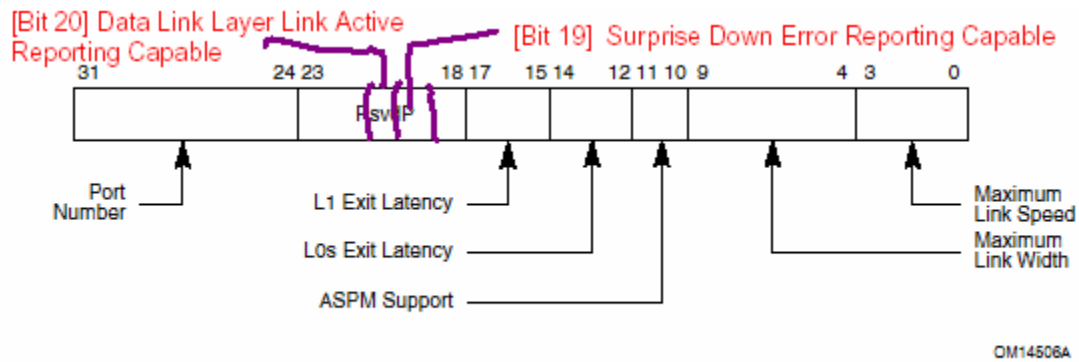 [Bit 20] Data Link Layer Link Active
Reporting Capable
[Bit 19] Surprise Down Error Reporting Capable
31 24 23 18 17 15 14 12 11 10 9 4 3 0
RsvdP
Port
Number
L1 Exit Latency
L0s Exit Latency
ASPM Support
Maximum
Link Speed
Maximum
Link Width
OM14506A